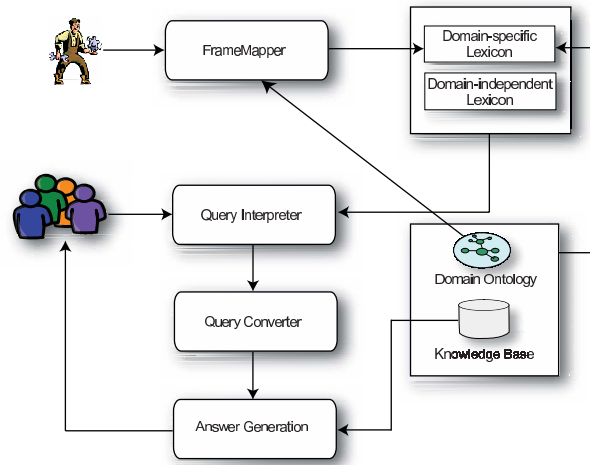 FrameMapper
Domain-specific
Lexicon
Domain-independent
Lexicon
Query Interpreter
Domain Ontology
Query Converter
Knowledge Base
Answer Generation